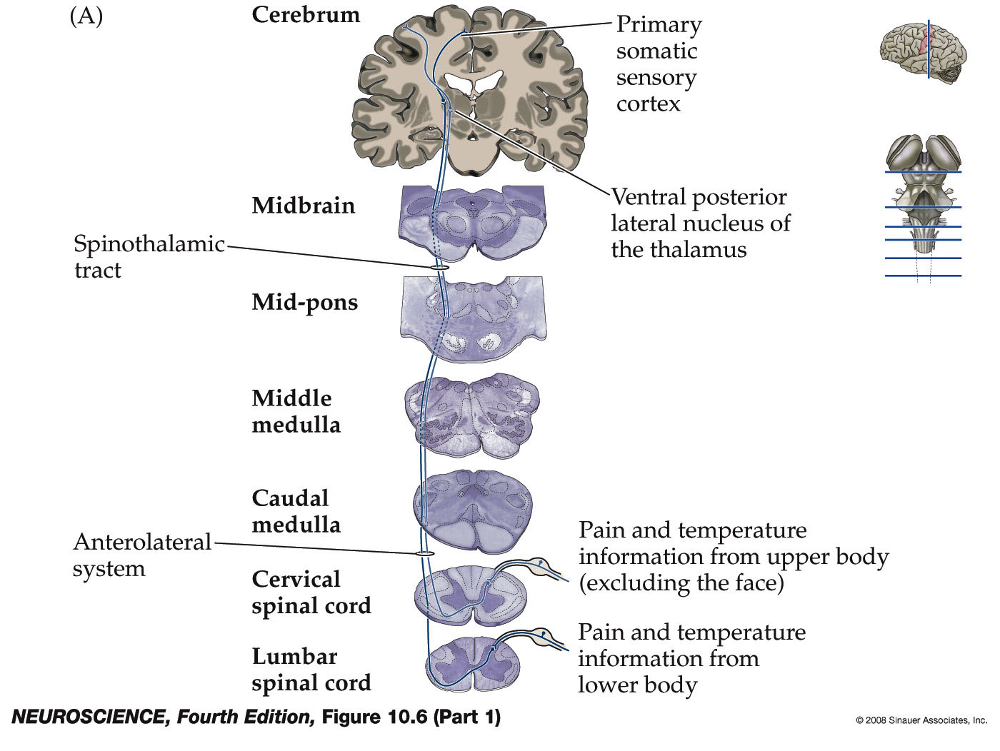 (A)
Cerebrum
Primary
somatic
sensory
cortex
Midbrain
Ventral posterior
lateral nucleus of
the thalamus
Spinothalamic
tract
Mid-pons
Middle
medulla
Caudal
medulla
Anterolateral
system
Pain and temperature
information from upper body
(excluding the face)
Cervical
spinal cord
Pain and temperature
information from
lower body
Lumbar
spinal cord
NEUROSCIENCE, Fourth Edition, Figure 10.6 (Part 1)
© 2008 Sinauer Associates, Inc.